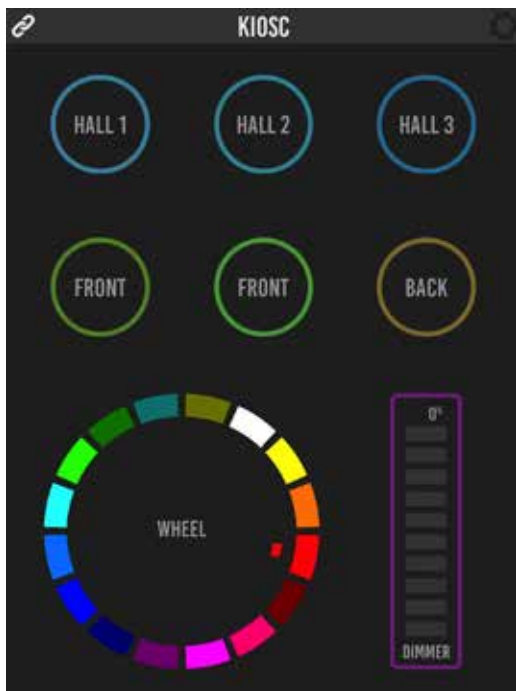 KIOSC
HALL 1
HALL 2
HALL 3
FRONT
FRONT
BACK
0%
WHEEL
DIMMER